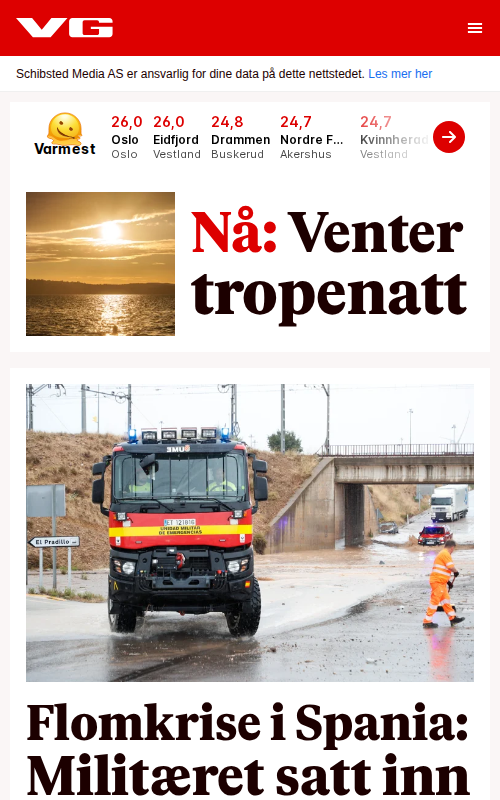 VG
Schibsted Media AS er ansvarlig for dine data på dette nettstedet. Les mer her
Varmest
26,0
Oslo
Oslo
26,0
Eidfjord
Vestland
24,8
Drammen
Buskerud
24,7
Nordre F...
Akershus
24,7
Kvinnherad
Vestland
Nå: Venter
tropenatt
UME
ET 121816
UNIDAD MILITAR
DE EMERGENCIAS
El Pradillo
Flomkrise i Spania:
Militæret satt inn